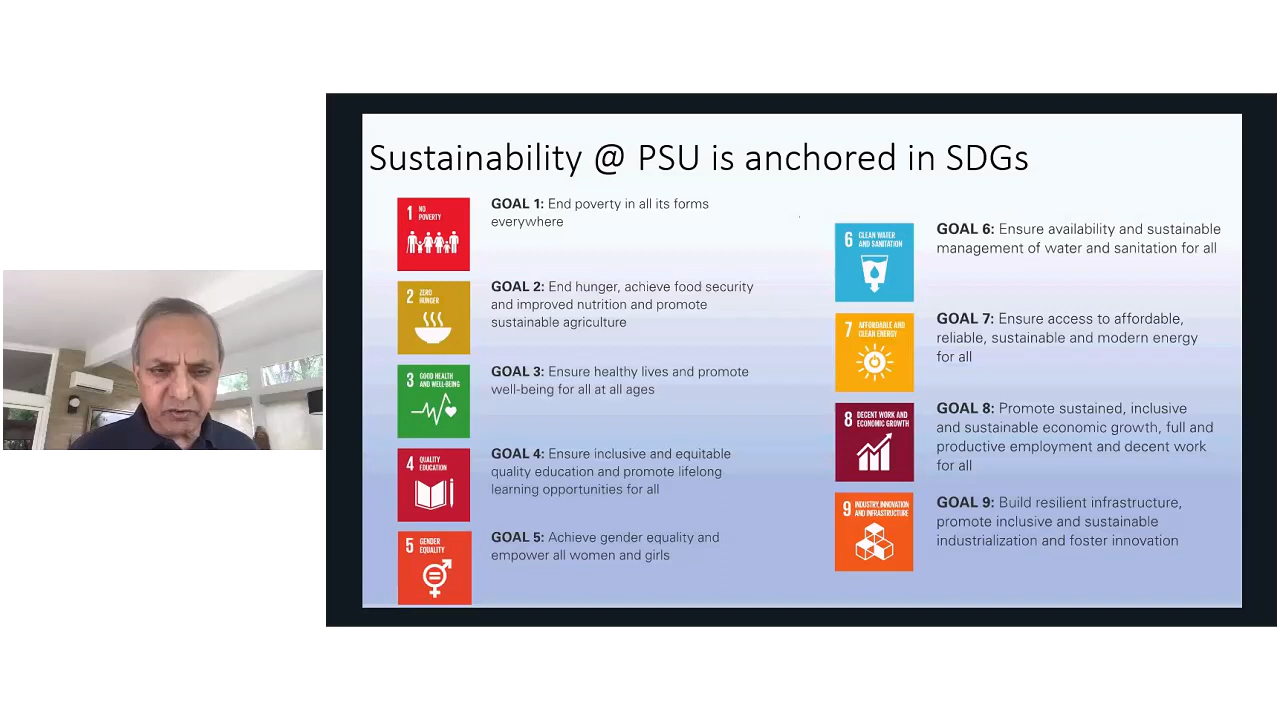 Sustainability @ PSU is anchored in SDGs
1 NO
POVERTY
GOAL 1: End poverty in all its forms
everywhere
2 ZERO
HUNGER
GOAL 2: End hunger, achieve food security
and improved nutrition and promote
sustainable agriculture
3 GOOD HEALTH
AND WELL-BEING
GOAL 3: Ensure healthy lives and promote
well-being for all at all ages
4 QUALITY
EDUCATION
GOAL 4: Ensure inclusive and equitable
quality education and promote lifelong
learning opportunities for all
5 GENDER
EQUALITY
GOAL 5: Achieve gender equality and
empower all women and girls
6 CLEAN WATER
AND SANITATION
GOAL 6: Ensure availability and sustainable
management of water and sanitation for all
7 AFFORDABLE AND
CLEAN ENERGY
GOAL 7: Ensure access to affordable,
reliable, sustainable and modern energy
for all
8 DECENT WORK AND
ECONOMIC GROWTH
GOAL 8: Promote sustained, inclusive
and sustainable economic growth, full and
productive employment and decent work
for all
9 INDUSTRY, INNOVATION
AND INFRASTRUCTURE
GOAL 9: Build resilient infrastructure,
promote inclusive and sustainable
industrialization and foster innovation